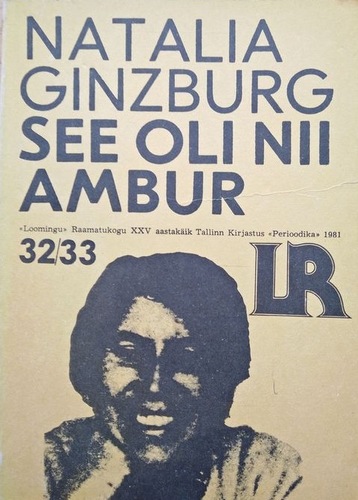 NATALIA
GINZBURG
SEE OLI NII
AMBUR
«Loomingu» Raamatukogu XXV aastakäik Tallinn Kirjastus «Perioodika» 1981
32/33
LR